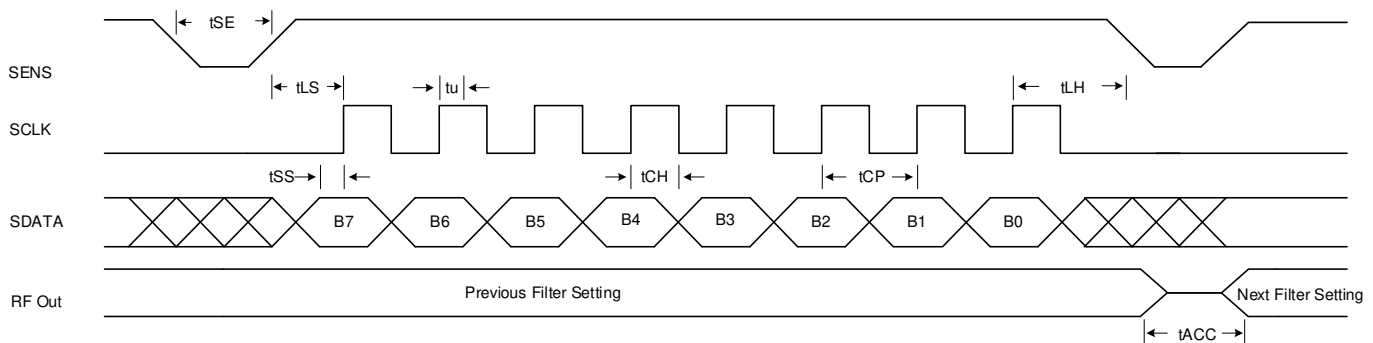 tSE
SENS
tLS
tu
tLH
SCLK
tSS
tCH
tCP
SDATA
B7
B6
B5
B4
B3
B2
B1
B0
RF Out
Previous Filter Setting
Next Filter Setting
tACC